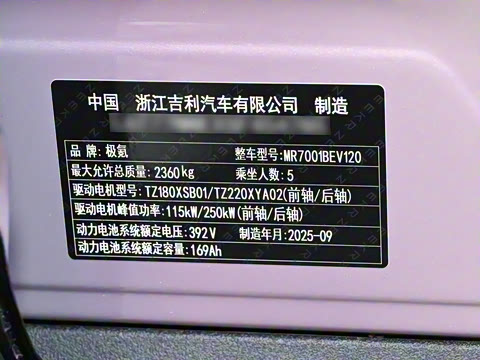 中国 浙江吉利汽车有限公司 制造
品 牌: 极氪 整车型号: MR7001BEV120
最大允许总质量: 2360kg 乘坐人数: 5
驱动电机型号: TZ180XSB01/TZ220XYA02(前轴/后轴)
驱动电机峰值功率: 115kW/250kW(前轴/后轴)
动力电池系统额定电压: 392V 制造年月: 2025-09
动力电池系统额定容量: 169Ah